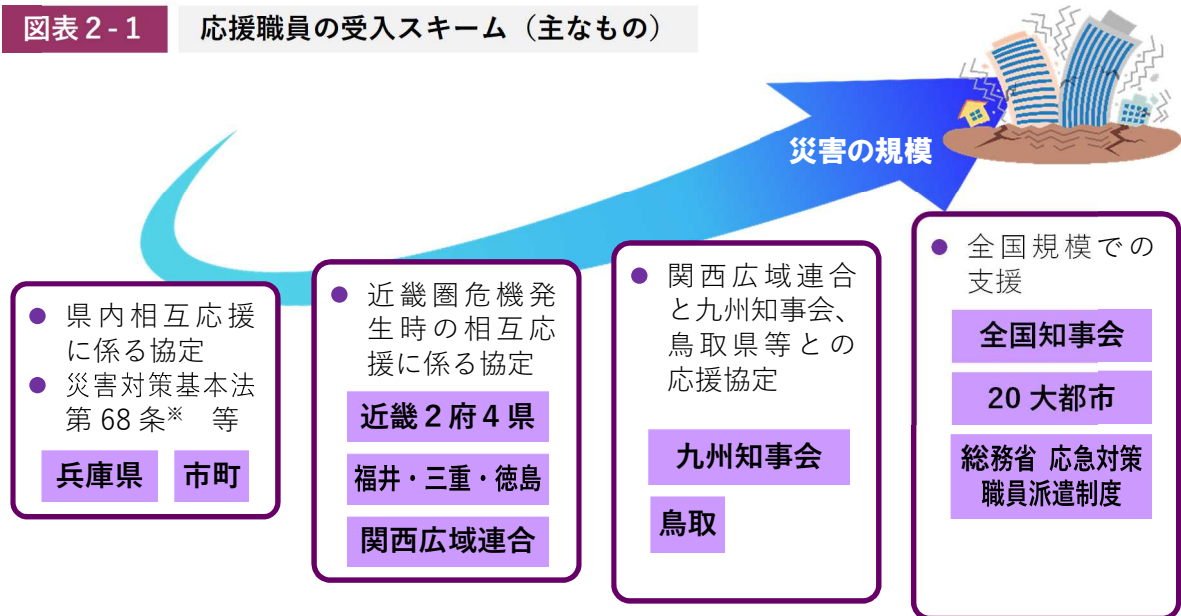 図表2-1 応援職員の受入スキーム（主なもの）
災害の規模
● 県内相互応援
に係る協定
● 災害対策基本法
第68条※ 等
兵庫県 市町
● 近畿圏危機発
生時の相互応
援に係る協定
近畿2府4県
福井・三重・徳島
関西広域連合
● 関西広域連合
と九州知事会、
鳥取県等との
応援協定
九州知事会
鳥取
● 全国規模での
支援
全国知事会
20大都市
総務省 応急対策
職員派遣制度